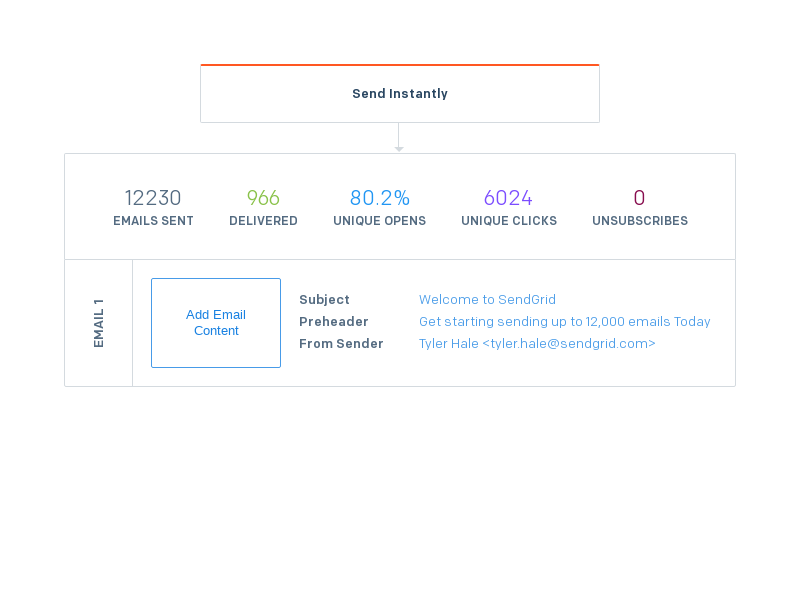 Send Instantly
12230 966 80.2% 6024 0
EMAILS SENT DELIVERED UNIQUE OPENS UNIQUE CLICKS UNSUBSCRIBES
EMAIL 1
Add Email
Content
Subject Welcome to SendGrid
Preheader Get starting sending up to 12,000 emails Today
From Sender Tyler Hale <tyler.hale@sendgrid.com>